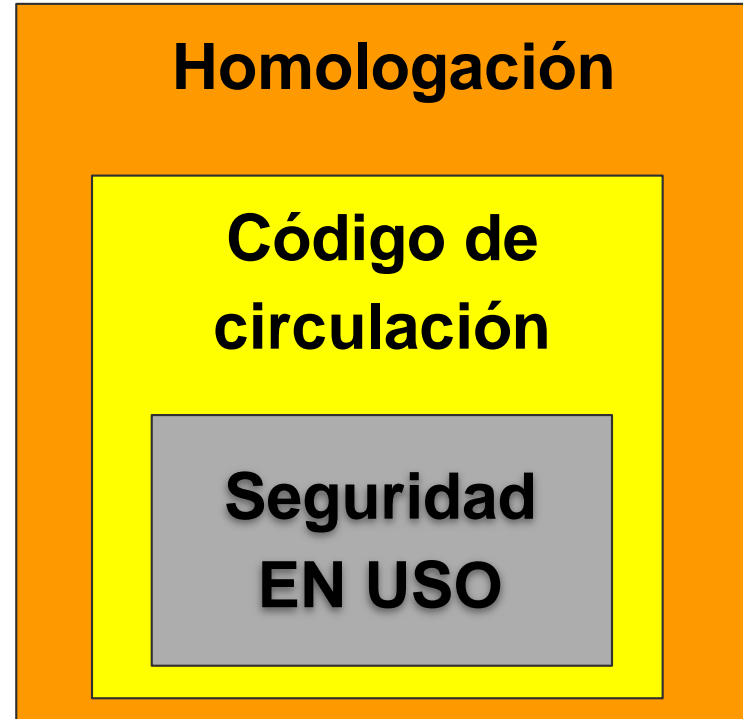 Homologación
Código de
circulación
Seguridad
EN USO